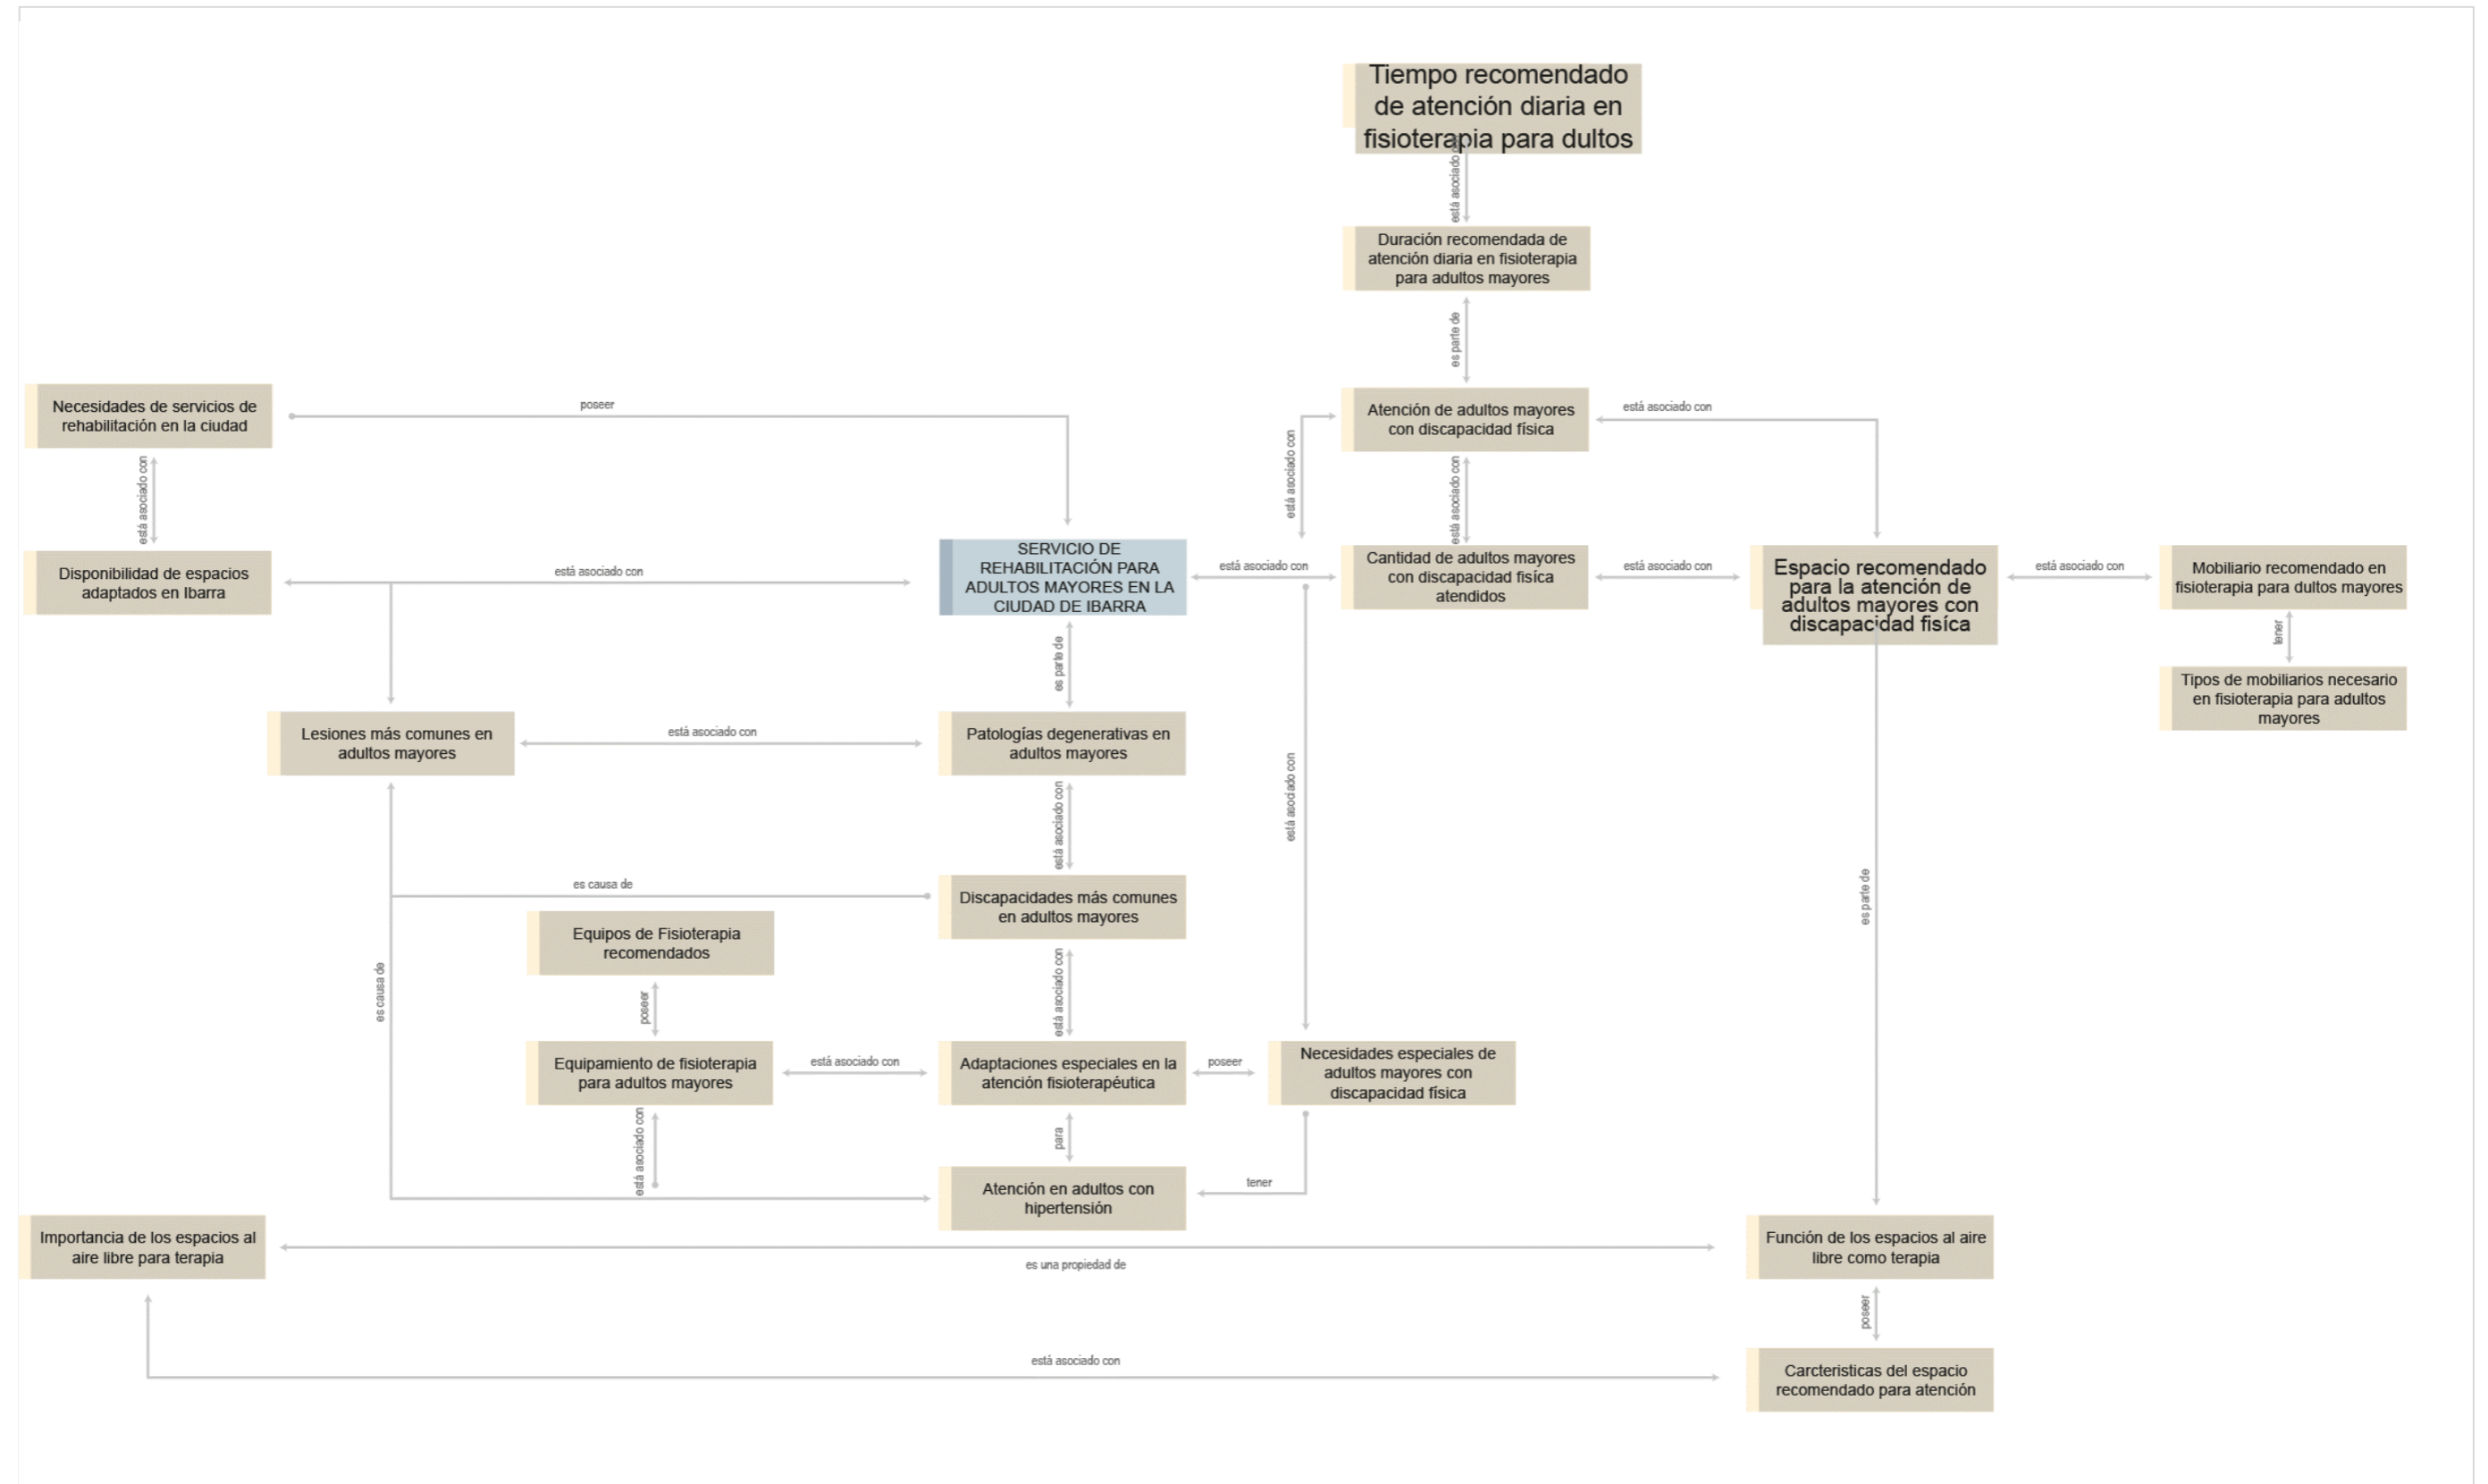 Tiempo recomendado
de atención diaria en
fisioterapia para dultos
está asociado con
Duración recomendada de
atención diaria en fisioterapia
para adultos mayores
es parte de
Necesidades de servicios de
rehabilitación en la ciudad
poseer
Atención de adultos mayores
con discapacidad física
está asociado con
está asociado con
está asociado con
está asociado con
Disponibilidad de espacios
adaptados en Ibarra
está asociado con
SERVICIO DE
REHABILITACIÓN PARA
ADULTOS MAYORES EN LA
CIUDAD DE IBARRA
está asociado con
Cantidad de adultos mayores
con discapacidad fisíca
atendidos
está asociado con
Espacio recomendado
para la atención de
adultos mayores con
discapacidad fisíca
está asociado con
Mobiliario recomendado en
fisioterapia para dultos mayores
tener
Tipos de mobiliarios necesario
en fisioterapia para adultos
mayores
es parte de
Lesiones más comunes en
adultos mayores
está asociado con
Patologías degenerativas en
adultos mayores
está asociado con
está asociado con
es causa de
Discapacidades más comunes
en adultos mayores
es parte de
Equipos de Fisioterapia
recomendados
es causa de
poseer
está asociado con
Equipamiento de fisioterapia
para adultos mayores
está asociado con
Adaptaciones especiales en la
atención fisioterapéutica
poseer
Necesidades especiales de
adultos mayores con
discapacidad física
está asociado con
para
tener
Atención en adultos con
hipertensión
Importancia de los espacios al
aire libre para terapia
es una propiedad de
Función de los espacios al aire
libre como terapia
poseer
está asociado con
Carcteristicas del espacio
recomendado para atención